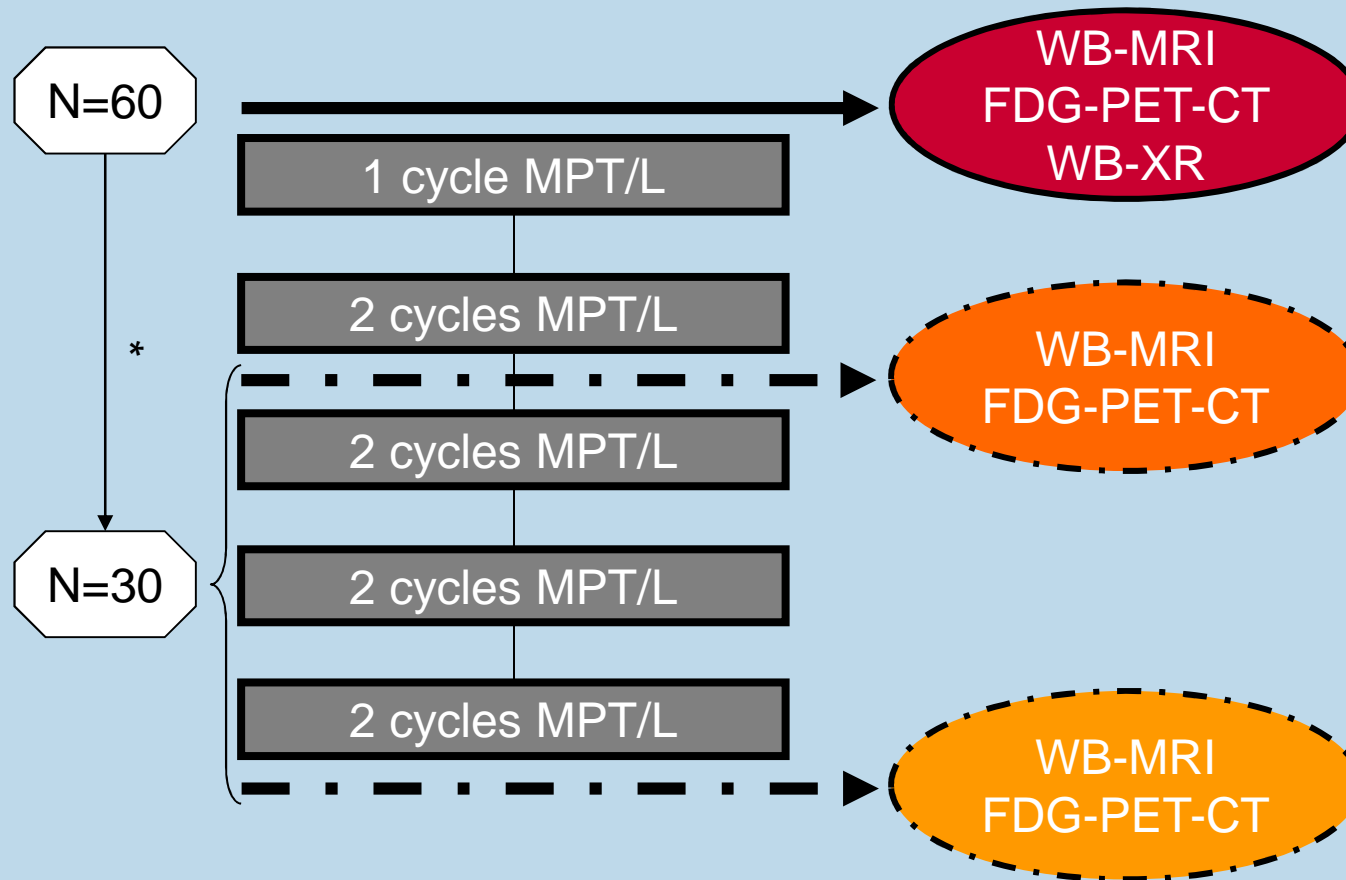 N=60
WB-MRI
FDG-PET-CT
WB-XR
1 cycle MPT/L
2 cycles MPT/L
*
WB-MRI
FDG-PET-CT
2 cycles MPT/L
N=30
2 cycles MPT/L
2 cycles MPT/L
WB-MRI
FDG-PET-CT